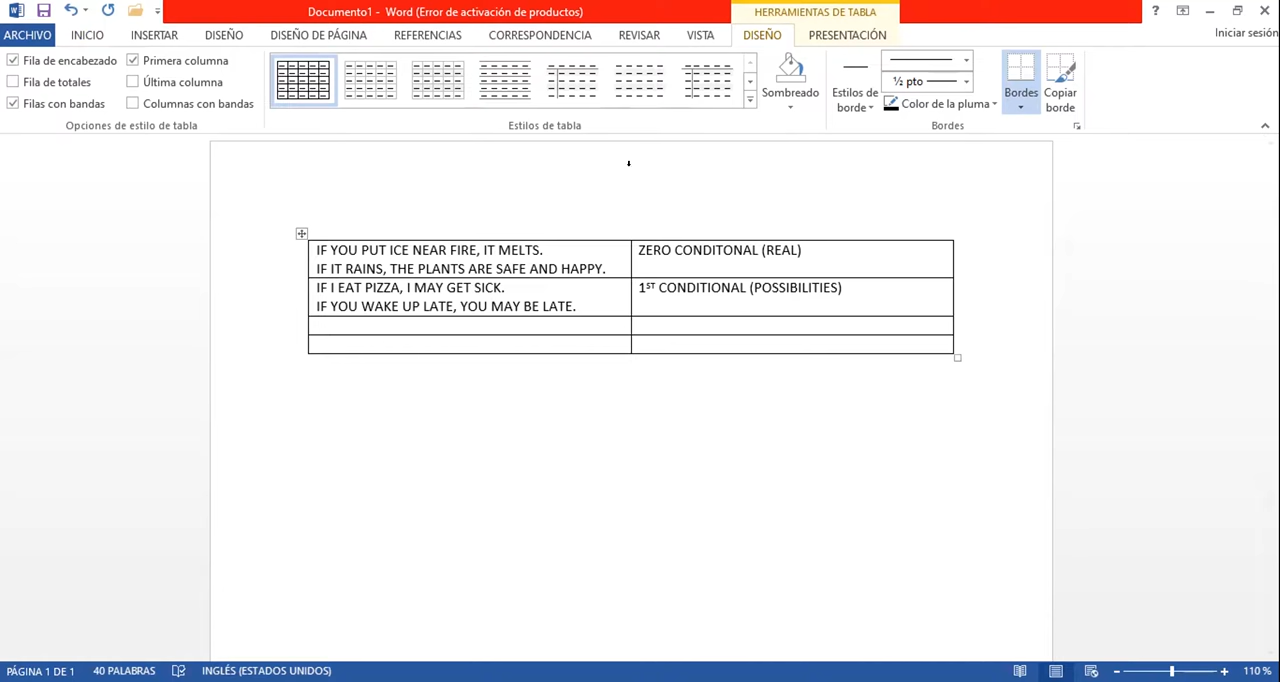 Documento1 - Word (Error de activación de productos)
HERRAMIENTAS DE TABLA
?
Iniciar sesión
ARCHIVO INICIO INSERTAR DISEÑO DISEÑO DE PÁGINA REFERENCIAS CORRESPONDENCIA REVISAR VISTA DISEÑO PRESENTACIÓN
Fila de encabezado Primera columna
Fila de totales Última columna
Filas con bandas Columnas con bandas
Opciones de estilo de tabla
Estilos de tabla
Sombreado
Estilos de borde
½ pto
Color de la pluma
Bordes
Copiar borde
Bordes
IF YOU PUT ICE NEAR FIRE, IT MELTS.
IF IT RAINS, THE PLANTS ARE SAFE AND HAPPY.
ZERO CONDITONAL (REAL)
IF I EAT PIZZA, I MAY GET SICK.
IF YOU WAKE UP LATE, YOU MAY BE LATE.
1ST CONDITIONAL (POSSIBILITIES)
PÁGINA 1 DE 1 40 PALABRAS INGLÉS (ESTADOS UNIDOS) 110 %